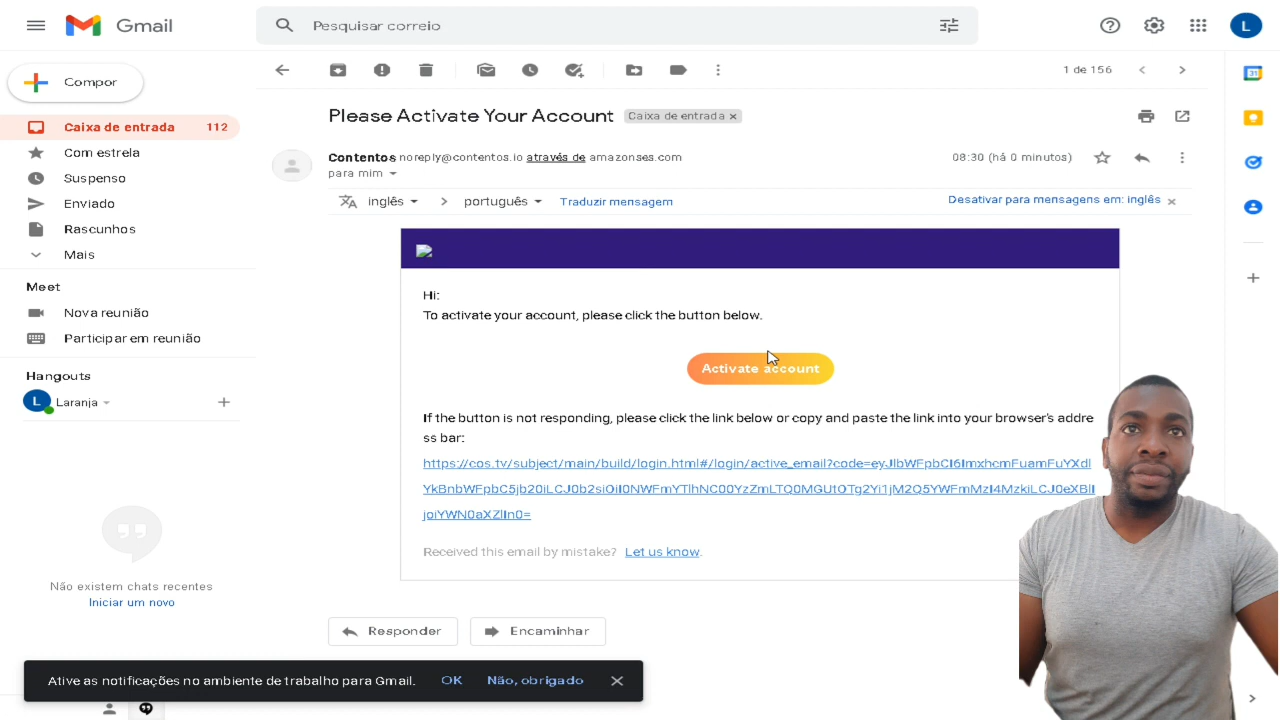 Gmail
Pesquisar correio
L
Compor
1 de 156
31
Caixa de entrada 112
Com estrela
Suspenso
Enviado
Rascunhos
Mais
Meet
Nova reunião
Participar em reunião
Hangouts
L Laranja
Não existem chats recentes
Iniciar um novo
Please Activate Your Account Caixa de entrada x
Contentos noreply@contentos.io através de amazonses.com 08:30 (há 0 minutos)
para mim
inglês > português Traduzir mensagem Desativar para mensagens em: inglês x
Hi:
To activate your account, please click the button below.
Activate account
If the button is not responding, please click the link below or copy and paste the link into your browser's addre
ss bar:
https://cos.tv/subject/main/build/login.html#/login/active_email?code=
Received this email by mistake? Let us know.
Responder Encaminhar
Ative as notificações no ambiente de trabalho para Gmail. OK Não, obrigado